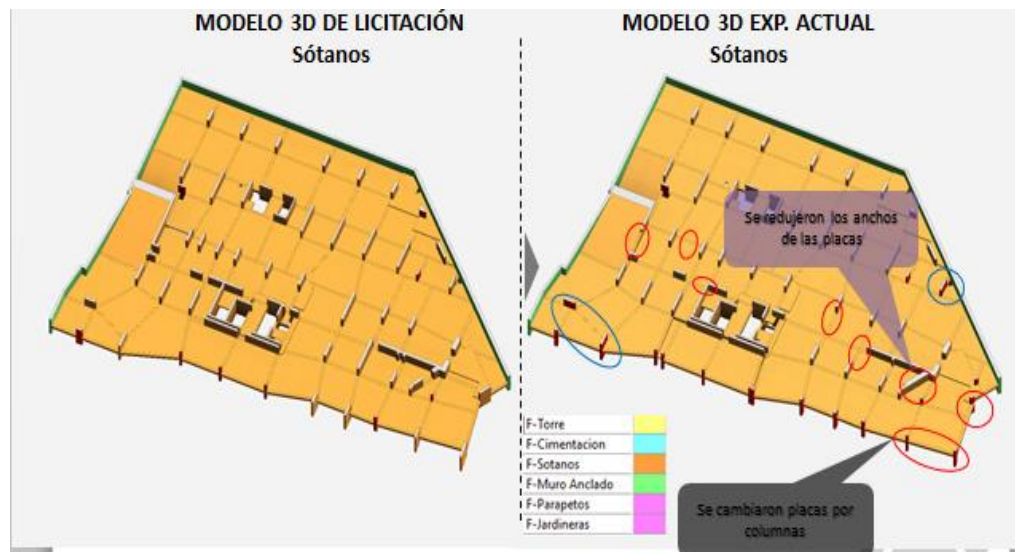 MODELO 3D DE LICITACIÓN
Sótanos
MODELO 3D EXP. ACTUAL
Sótanos
Se redujeron los anchos
de las placas
F-Torre
F-Cimentacion
F-Sotanos
F-Muro Anclado
F-Parapetos
F-Jardineras
Se cambiaron placas por
columnas